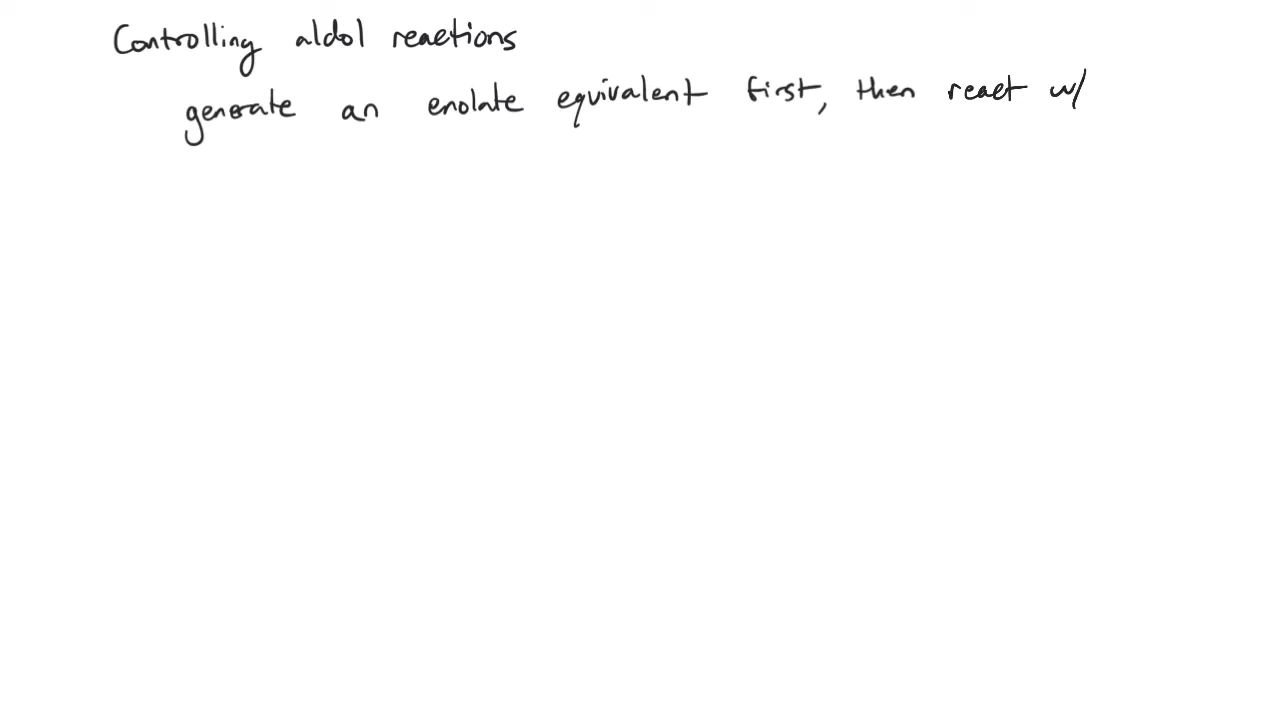 Controlling aldol reactions
generate an enolate equivalent first, then react w/